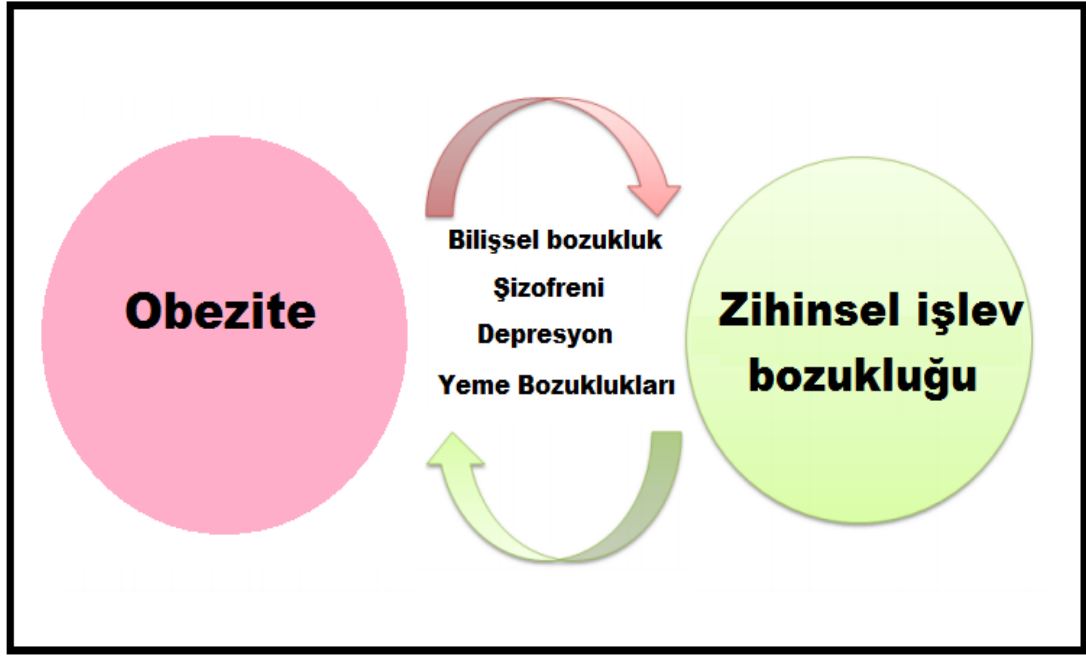 Obezite
Bilişsel bozukluk
Şizofreni
Depresyon
Yeme Bozuklukları
Zihinsel işlev
bozukluğu